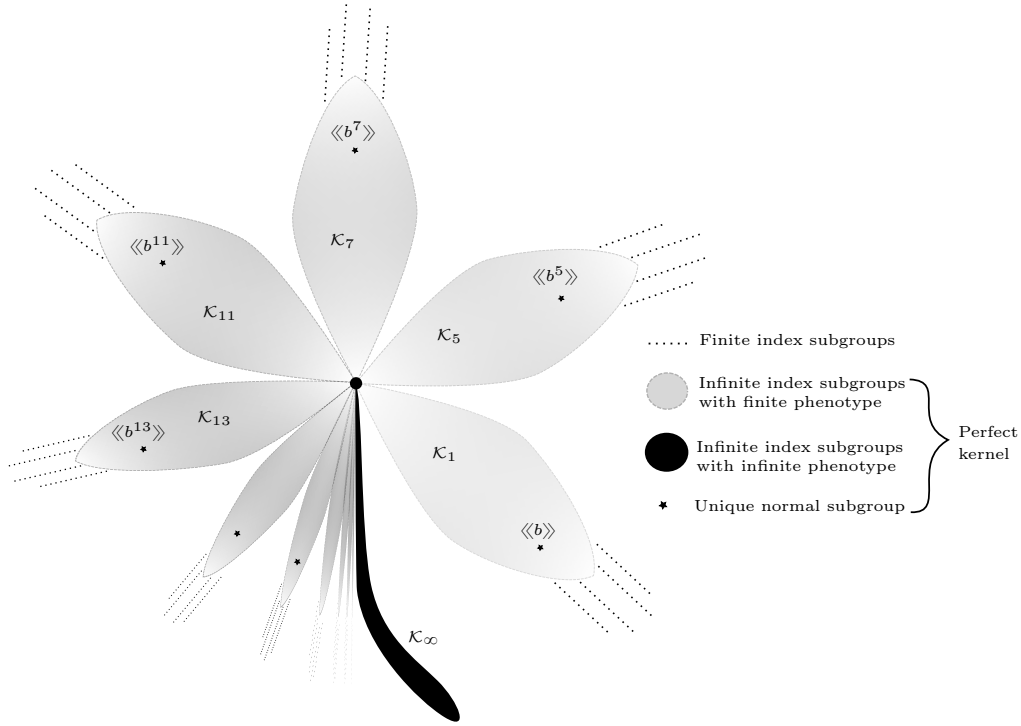 ⟪b⁷⟫
𝒦₇
⟪b¹¹⟫
𝒦₁₁
⟪b⁵⟫
𝒦₅
⟪b¹³⟫
𝒦₁₃
𝒦₁
⟪b⟫
𝒦∞
Finite index subgroups
Infinite index subgroups
with finite phenotype
Infinite index subgroups
with infinite phenotype
Unique normal subgroup
Perfect
kernel